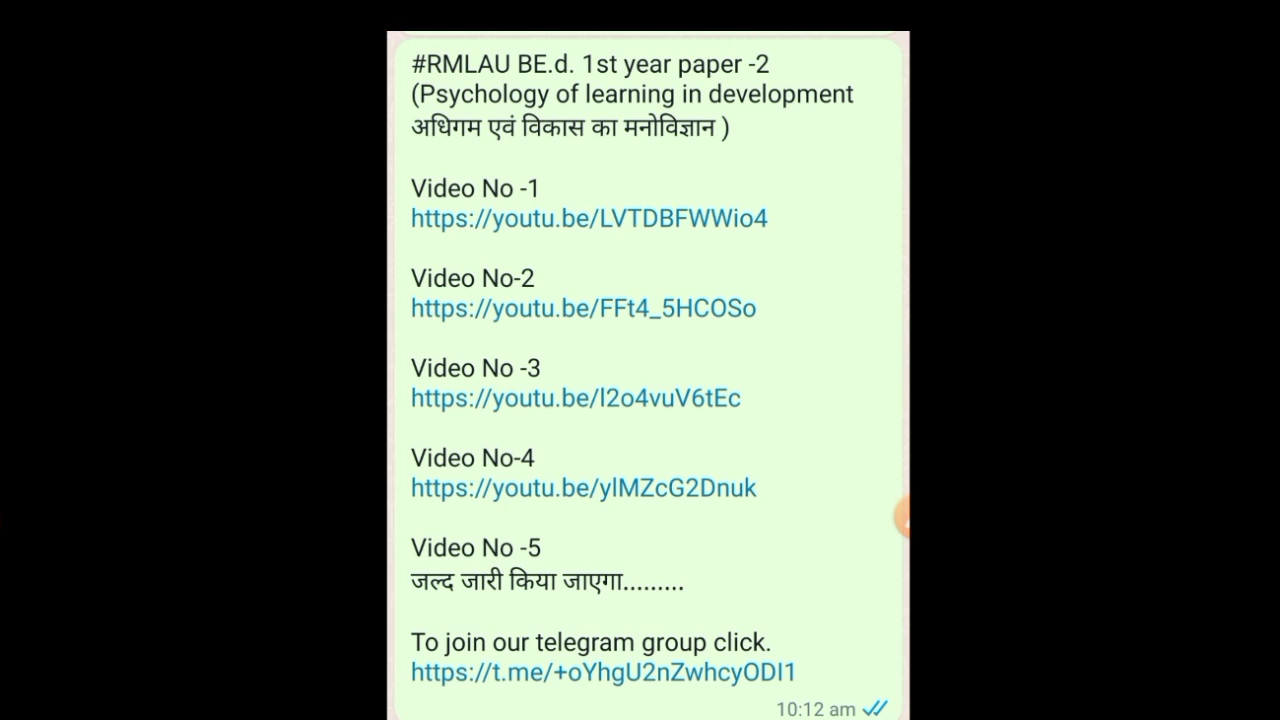 #RMLAU BE.d. 1st year paper -2
(Psychology of learning in development
अधिगम एवं विकास का मनोविज्ञान )
Video No -1
https://youtu.be/LVTDBFWWio4
Video No-2
https://youtu.be/FFt4_5HCOSo
Video No -3
https://youtu.be/l2o4vuV6tEc
Video No-4
https://youtu.be/ylMZcG2Dnuk
Video No -5
जल्द जारी किया जाएगा.........
To join our telegram group click.
https://t.me/+oYhgU2nZwhcyODI1
10:12 am